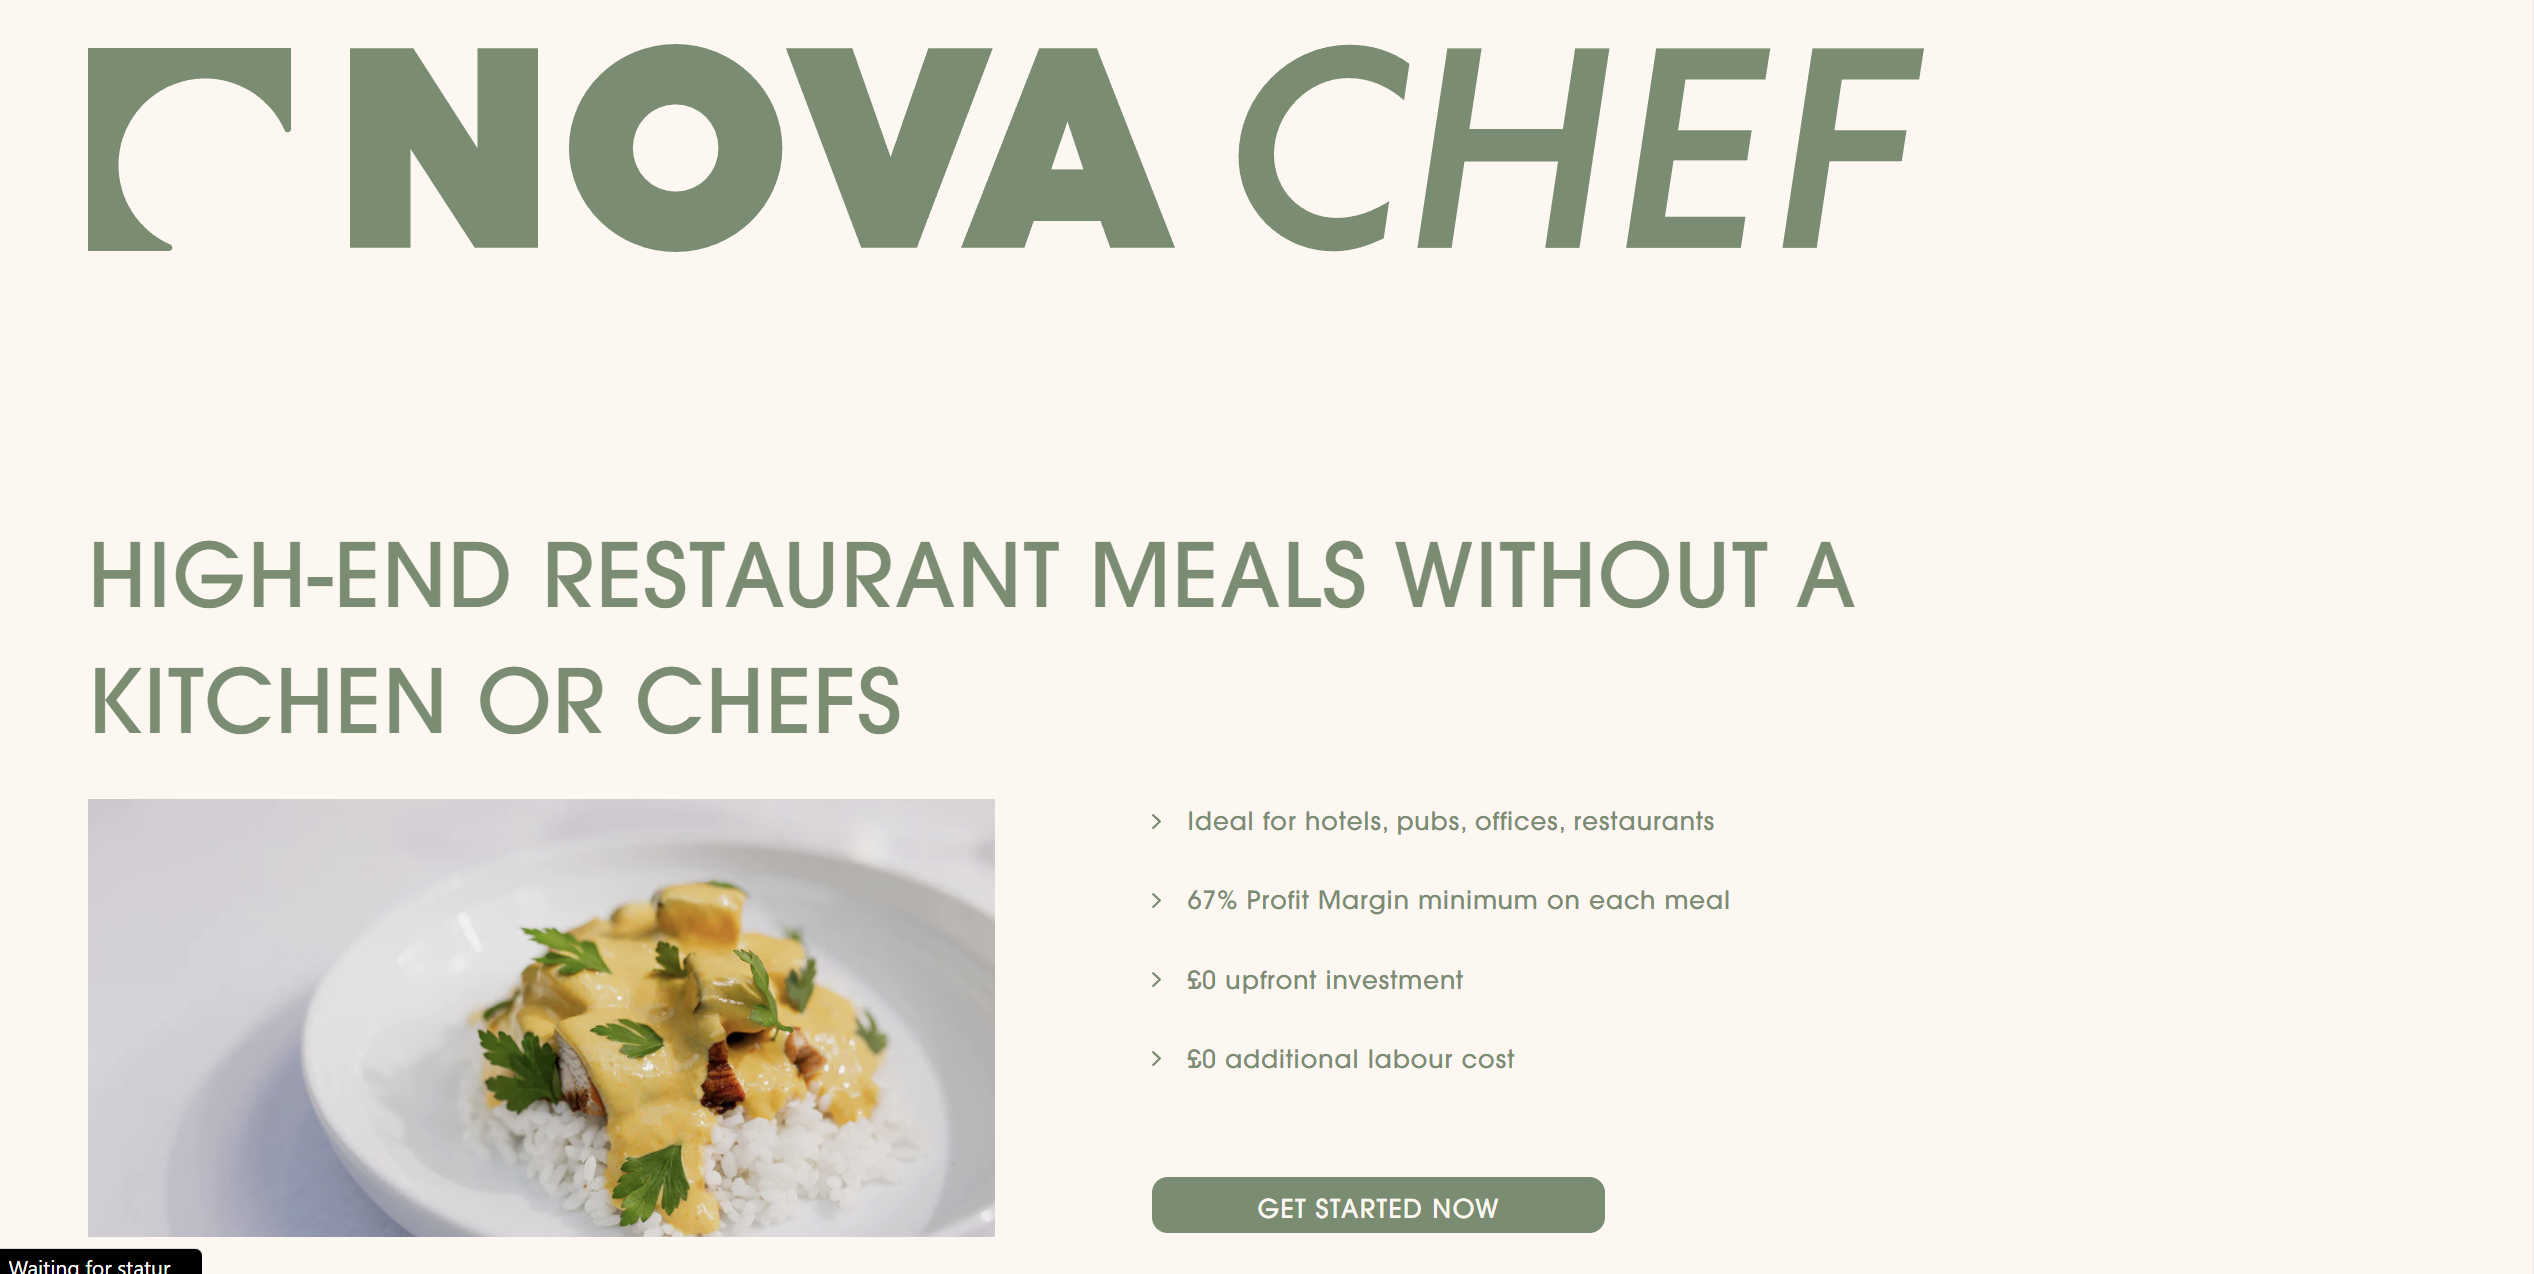 NOVA CHEF
HIGH-END RESTAURANT MEALS WITHOUT A
KITCHEN OR CHEFS
Ideal for hotels, pubs, offices, restaurants
67% Profit Margin minimum on each meal
£0 upfront investment
£0 additional labour cost
GET STARTED NOW
Waiting for